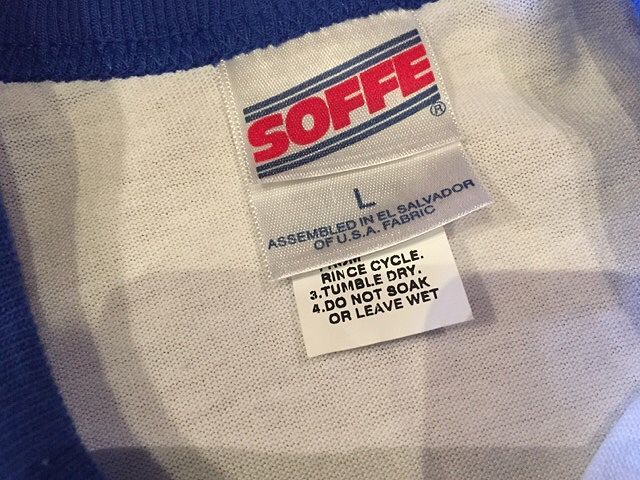 SOFFE
®
L
ASSEMBLED IN EL SALVADOR
OF U.S.A. FABRIC
RINCE CYCLE.
3.TUMBLE DRY.
4.DO NOT SOAK
OR LEAVE WET